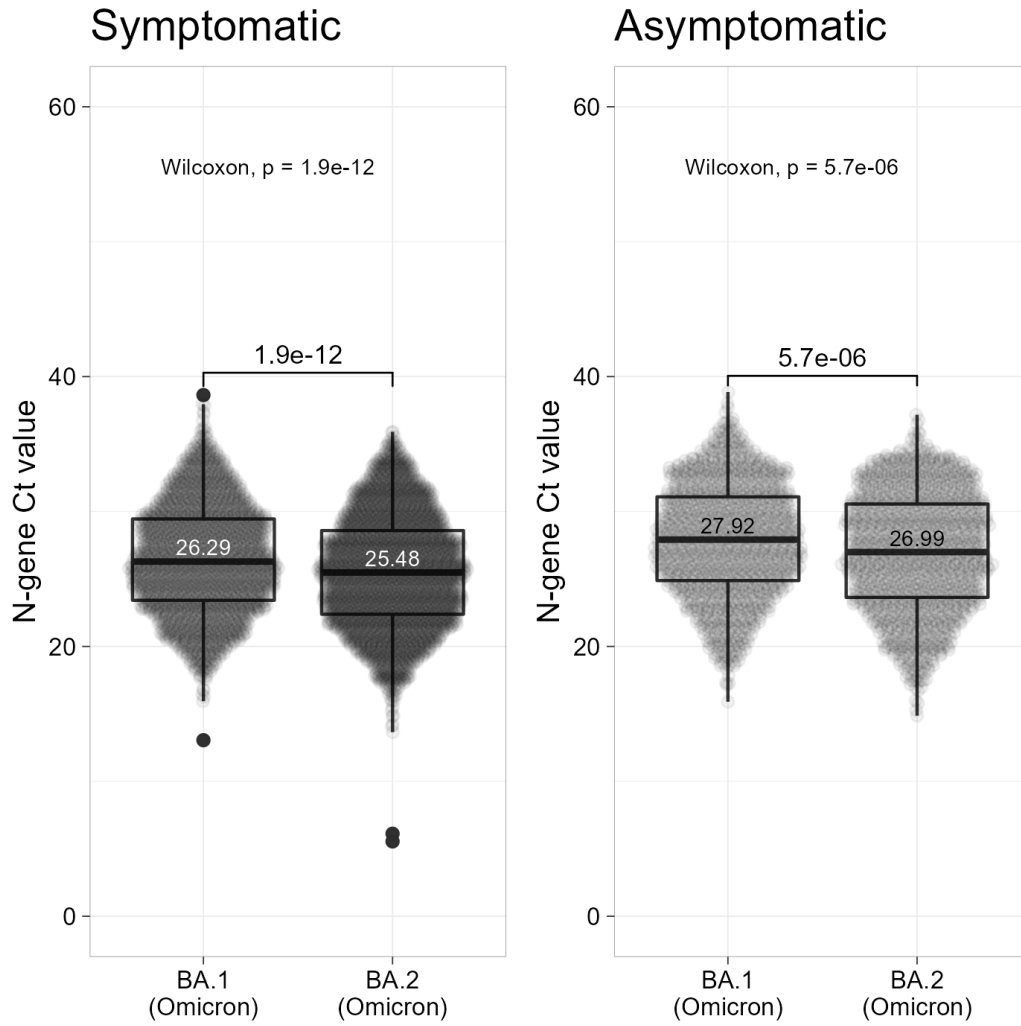 Symptomatic
Asymptomatic
60
Wilcoxon, p = 1.9e-12
1.9e-12
40
N-gene Ct value
26.29
25.48
20
0
BA.1
(Omicron)
BA.2
(Omicron)
60
Wilcoxon, p = 5.7e-06
5.7e-06
40
N-gene Ct value
27.92
26.99
20
0
BA.1
(Omicron)
BA.2
(Omicron)